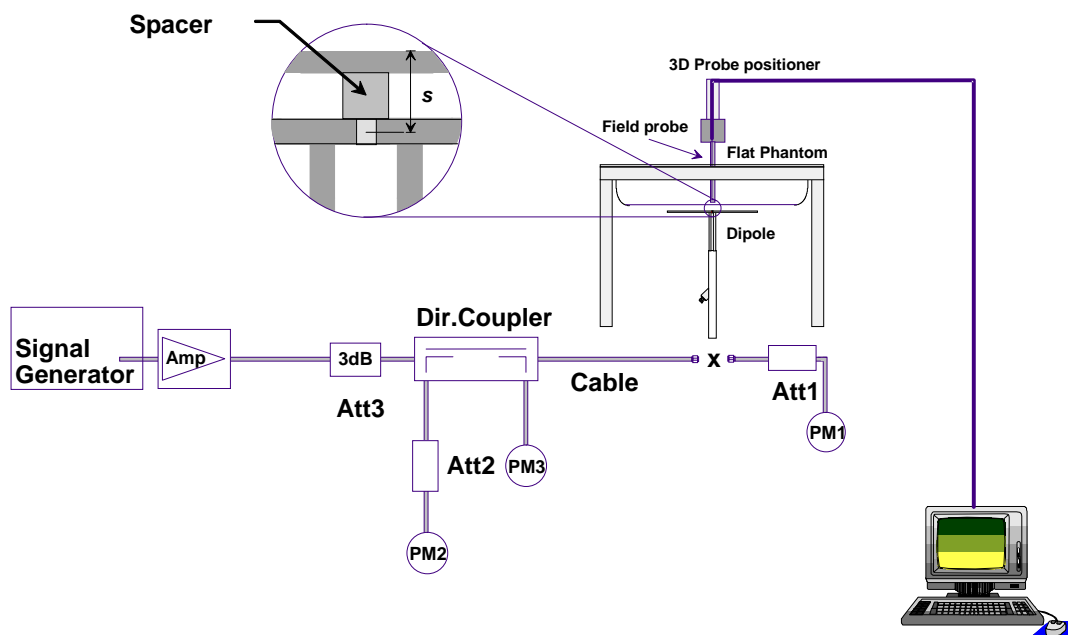 Spacer
s
3D Probe positioner
Field probe
Flat Phantom
Dipole
Signal
Generator
Amp
3dB
Att3
Dir.Coupler
Cable
x
Att1
PM1
Att2
PM3
PM2